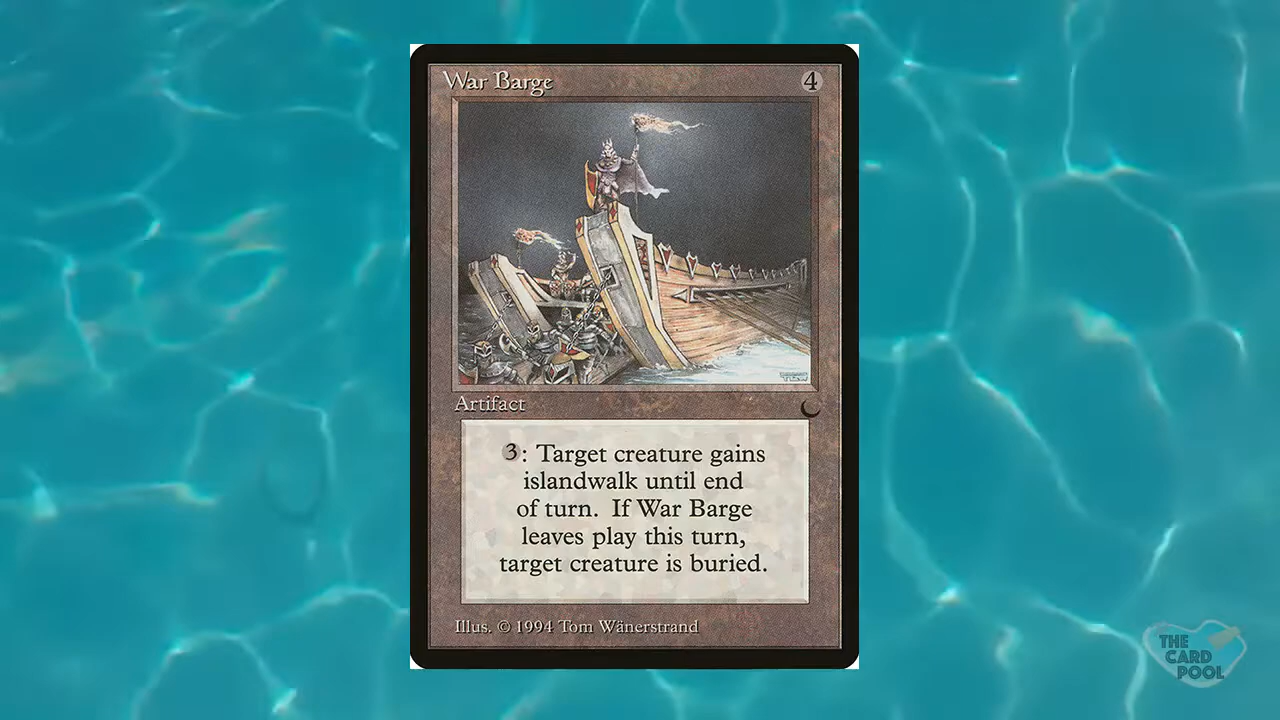 War Barge 4
Artifact
3: Target creature gains
islandwalk until end
of turn. If War Barge
leaves play this turn,
target creature is buried.
Illus. © 1994 Tom Wänerstrand
THE
CARD
POOL